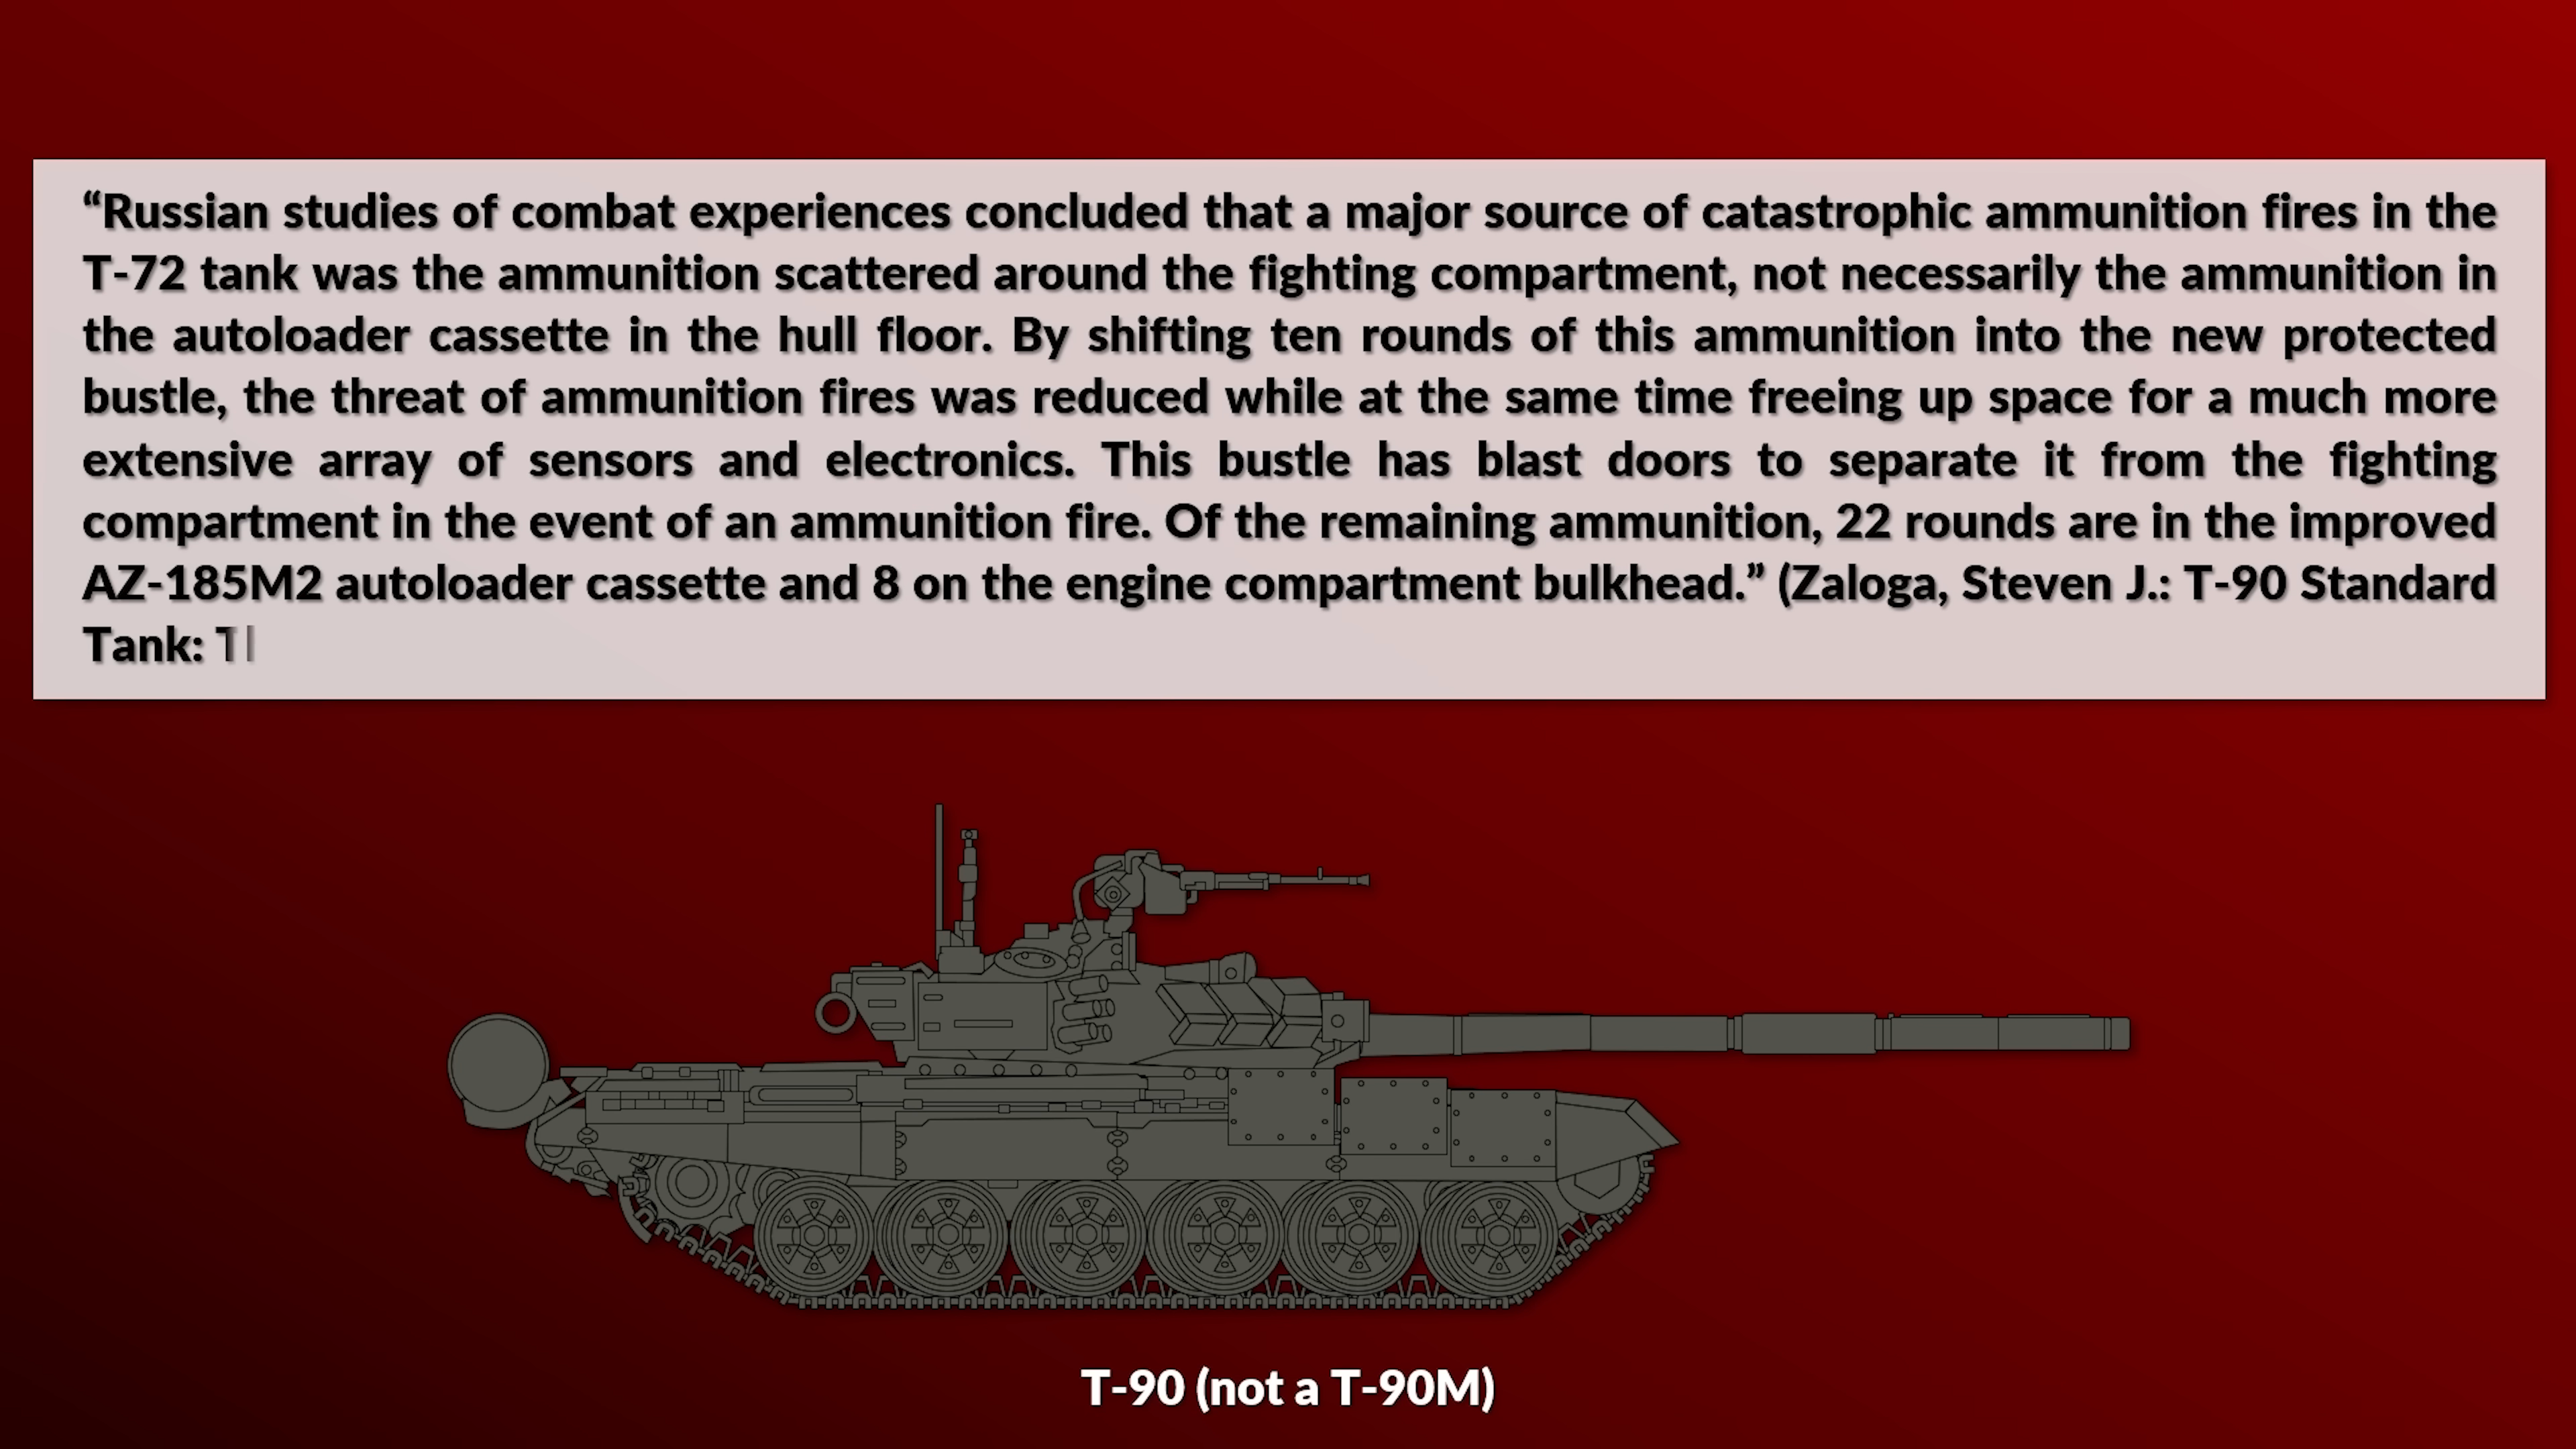 “Russian studies of combat experiences concluded that a major source of catastrophic ammunition fires in the
T-72 tank was the ammunition scattered around the fighting compartment, not necessarily the ammunition in
the autoloader cassette in the hull floor. By shifting ten rounds of this ammunition into the new protected
bustle, the threat of ammunition fires was reduced while at the same time freeing up space for a much more
extensive array of sensors and electronics. This bustle has blast doors to separate it from the fighting
compartment in the event of an ammunition fire. Of the remaining ammunition, 22 rounds are in the improved
AZ-185M2 autoloader cassette and 8 on the engine compartment bulkhead.” (Zaloga, Steven J.: T-90 Standard
Tank:
T-90 (not a T-90M)